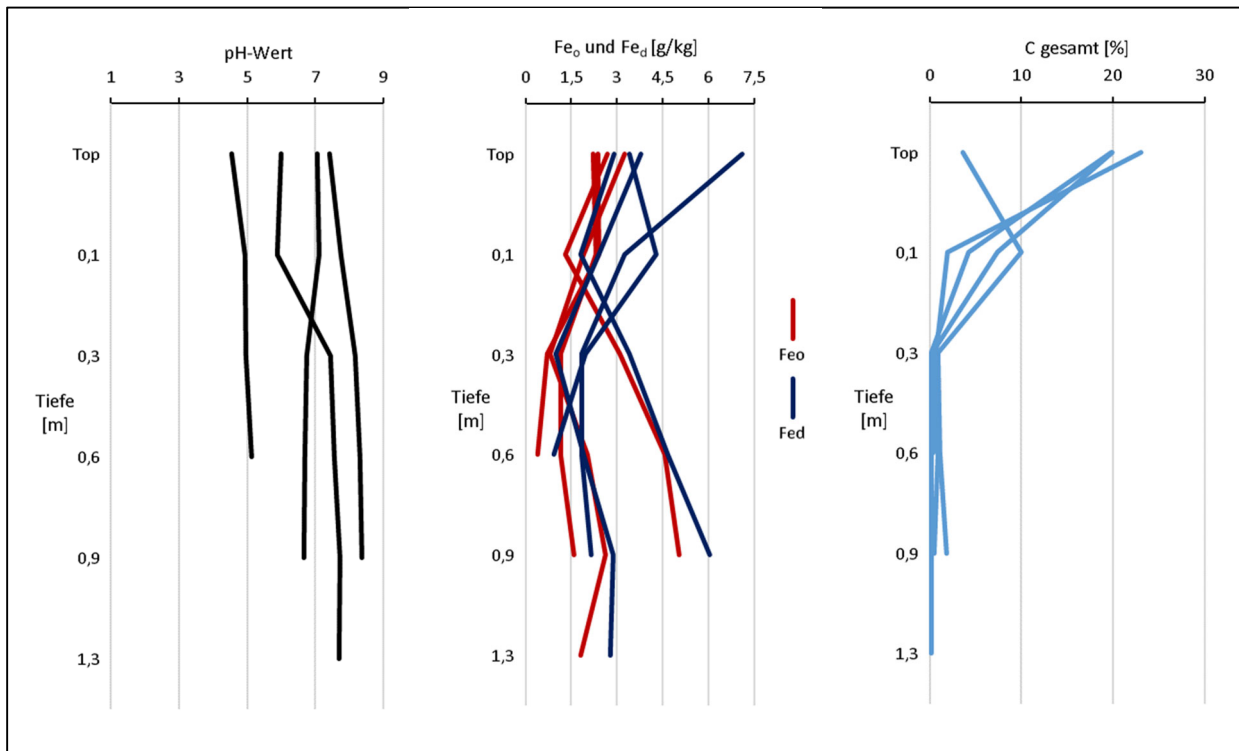 pH-Wert
1 3 5 7 9
Top
0,1
0,3
Tiefe
[m]
0,6
0,9
1,3
Feo und Fed [g/kg]
0 1,5 3 4,5 6 7,5
Top
0,1
0,3
Tiefe
[m]
0,6
0,9
1,3
Feo
Fed
C gesamt [%]
0 10 20 30
Top
0,1
0,3
Tiefe
[m]
0,6
0,9
1,3